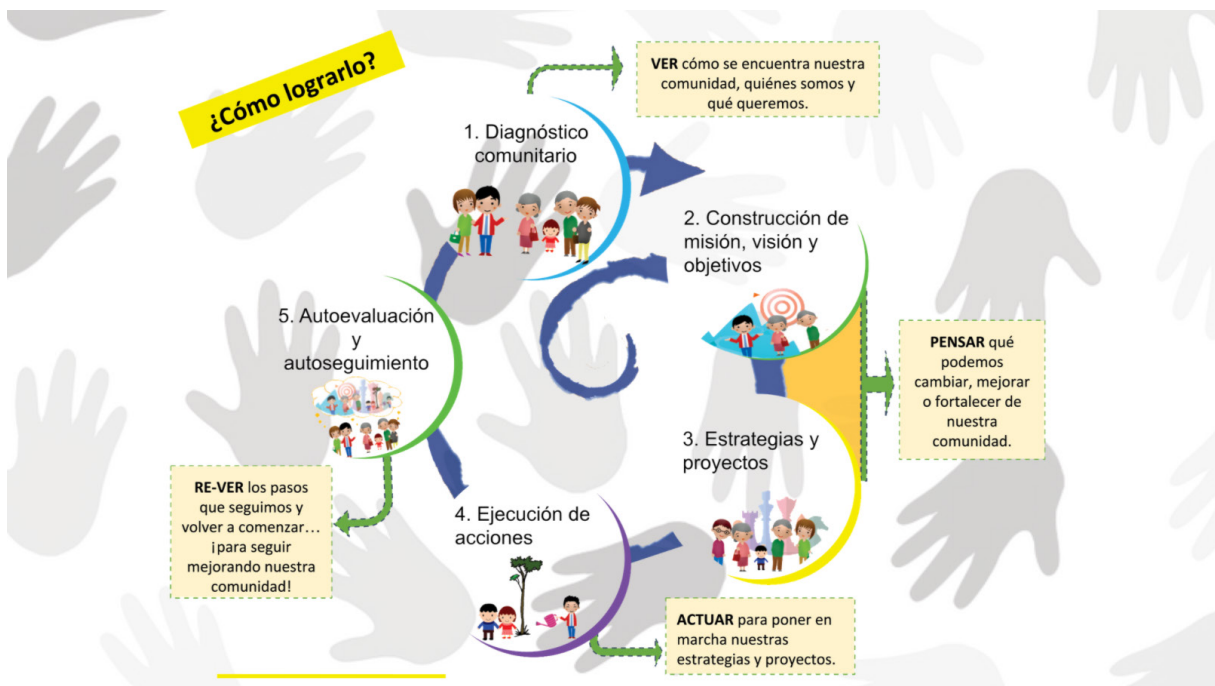 ¿Cómo lograrlo?
VER cómo se encuentra nuestra
comunidad, quiénes somos y
qué queremos.
1. Diagnóstico
comunitario
2. Construcción de
misión, visión y
objetivos
PENSAR qué
podemos
cambiar, mejorar
o fortalecer de
nuestra
comunidad.
3. Estrategias y
proyectos
4. Ejecución de
acciones
ACTUAR para poner en
marcha nuestras
estrategias y proyectos.
5. Autoevaluación
y
autoseguimiento
RE-VER los pasos
que seguimos y
volver a comenzar…
¡para seguir
mejorando nuestra
comunidad!